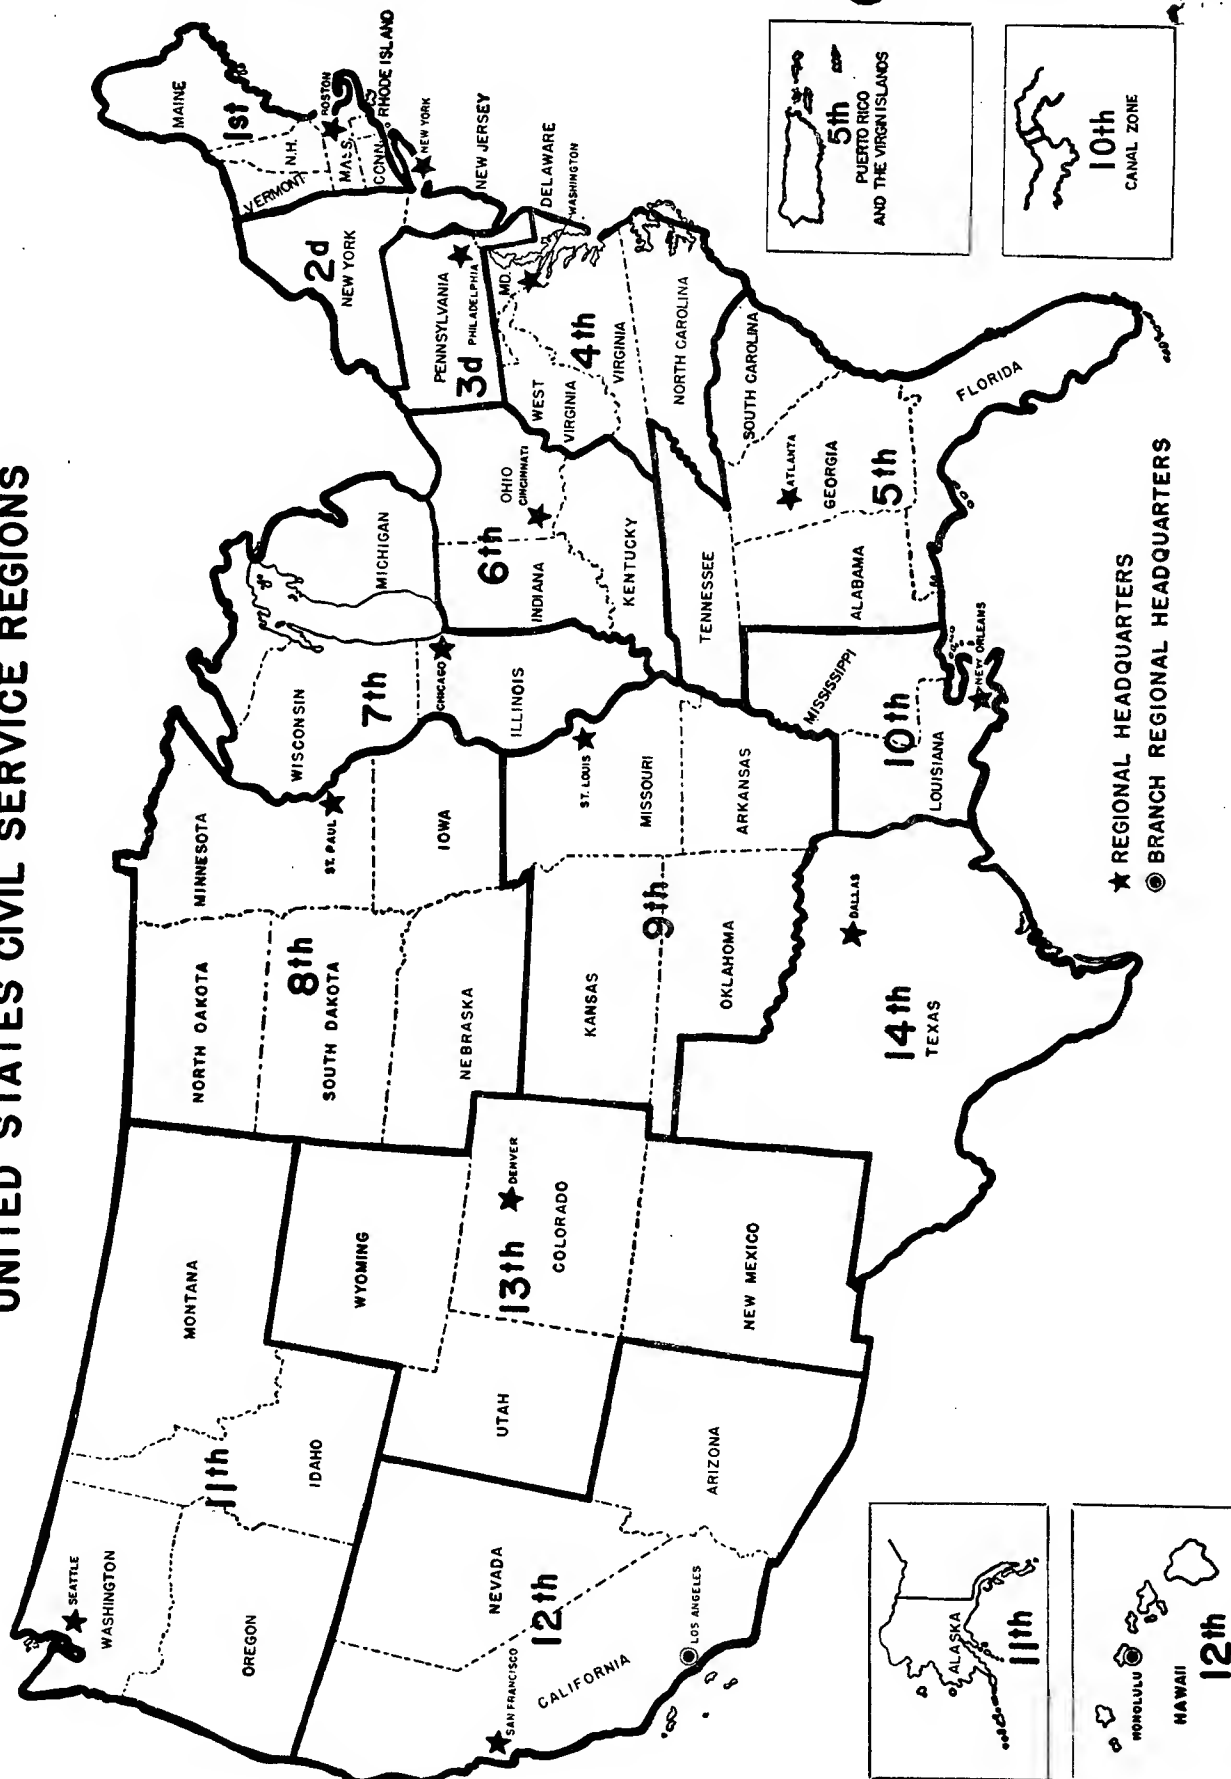 UNITED STATES CIVIL SERVICE REGIONS
SEATTLE
WASHINGTON
OREGON
11th
IDAHO
MONTANA
WYOMING
SAN FRANCISCO
CALIFORNIA
NEVADA
12th
LOS ANGELES
ARIZONA
UTAH
13th
DENVER
COLORADO
NEW MEXICO
NORTH DAKOTA
SOUTH DAKOTA
8th
NEBRASKA
MINNESOTA
ST. PAUL
IOWA
KANSAS
9th
OKLAHOMA
MISSOURI
ST. LOUIS
ARKANSAS
14th
TEXAS
DALLAS
WISCONSIN
7th
CHICAGO
ILLINOIS
MICHIGAN
6th
INDIANA
OHIO
CINCINNATI
KENTUCKY
TENNESSEE
MISSISSIPPI
10th
LOUISIANA
NEW ORLEANS
ALABAMA
ATLANTA
GEORGIA
5th
SOUTH CAROLINA
FLORIDA
NORTH CAROLINA
WEST
VIRGINIA
4th
VIRGINIA
MD.
WASHINGTON
DELAWARE
PENNSYLVANIA
3d PHILADELPHIA
NEW JERSEY
2d
NEW YORK
NEW YORK
VERMONT
N.H.
MAINE
1st
BOSTON
MASS.
CONN.
RHODE ISLAND
ALASKA
11th
HONOLULU
HAWAII
12th
REGIONAL HEADQUARTERS
BRANCH REGIONAL HEADQUARTERS
5th
PUERTO RICO
AND THE VIRGIN ISLANDS
10th
CANAL ZONE